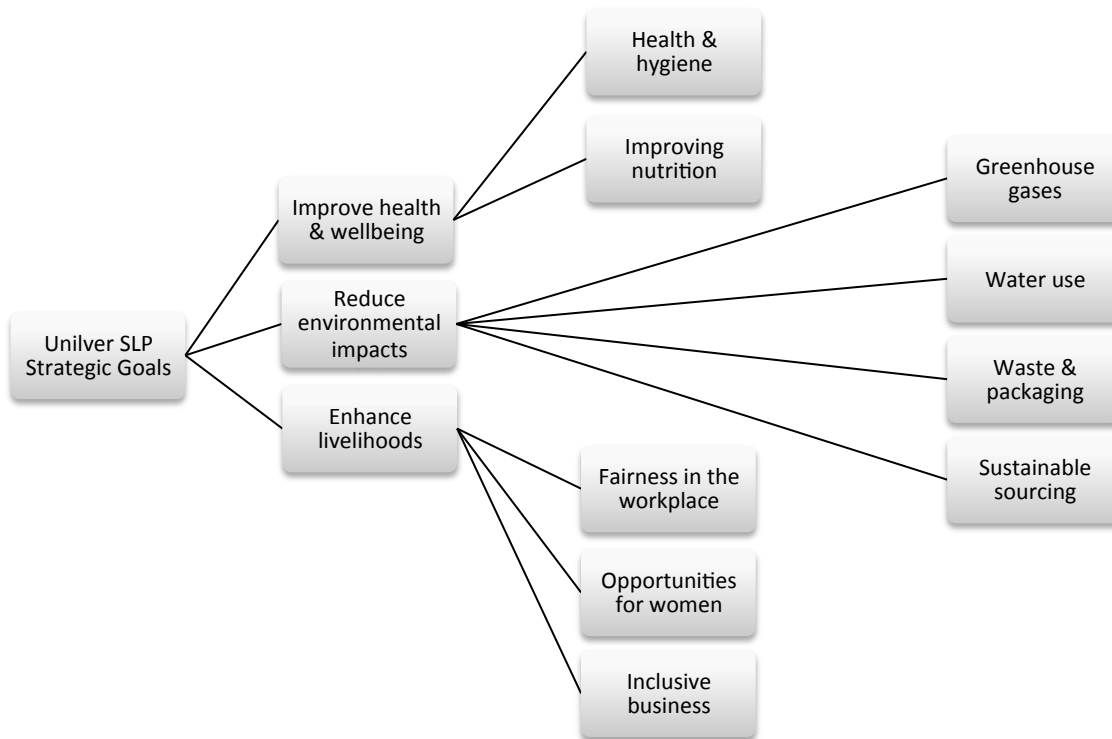 Unilver SLP
Strategic Goals
Improve health
& wellbeing
Health &
hygiene
Improving
nutrition
Reduce
environmental
impacts
Greenhouse
gases
Water use
Waste &
packaging
Sustainable
sourcing
Enhance
livelihoods
Fairness in the
workplace
Opportunities
for women
Inclusive
business